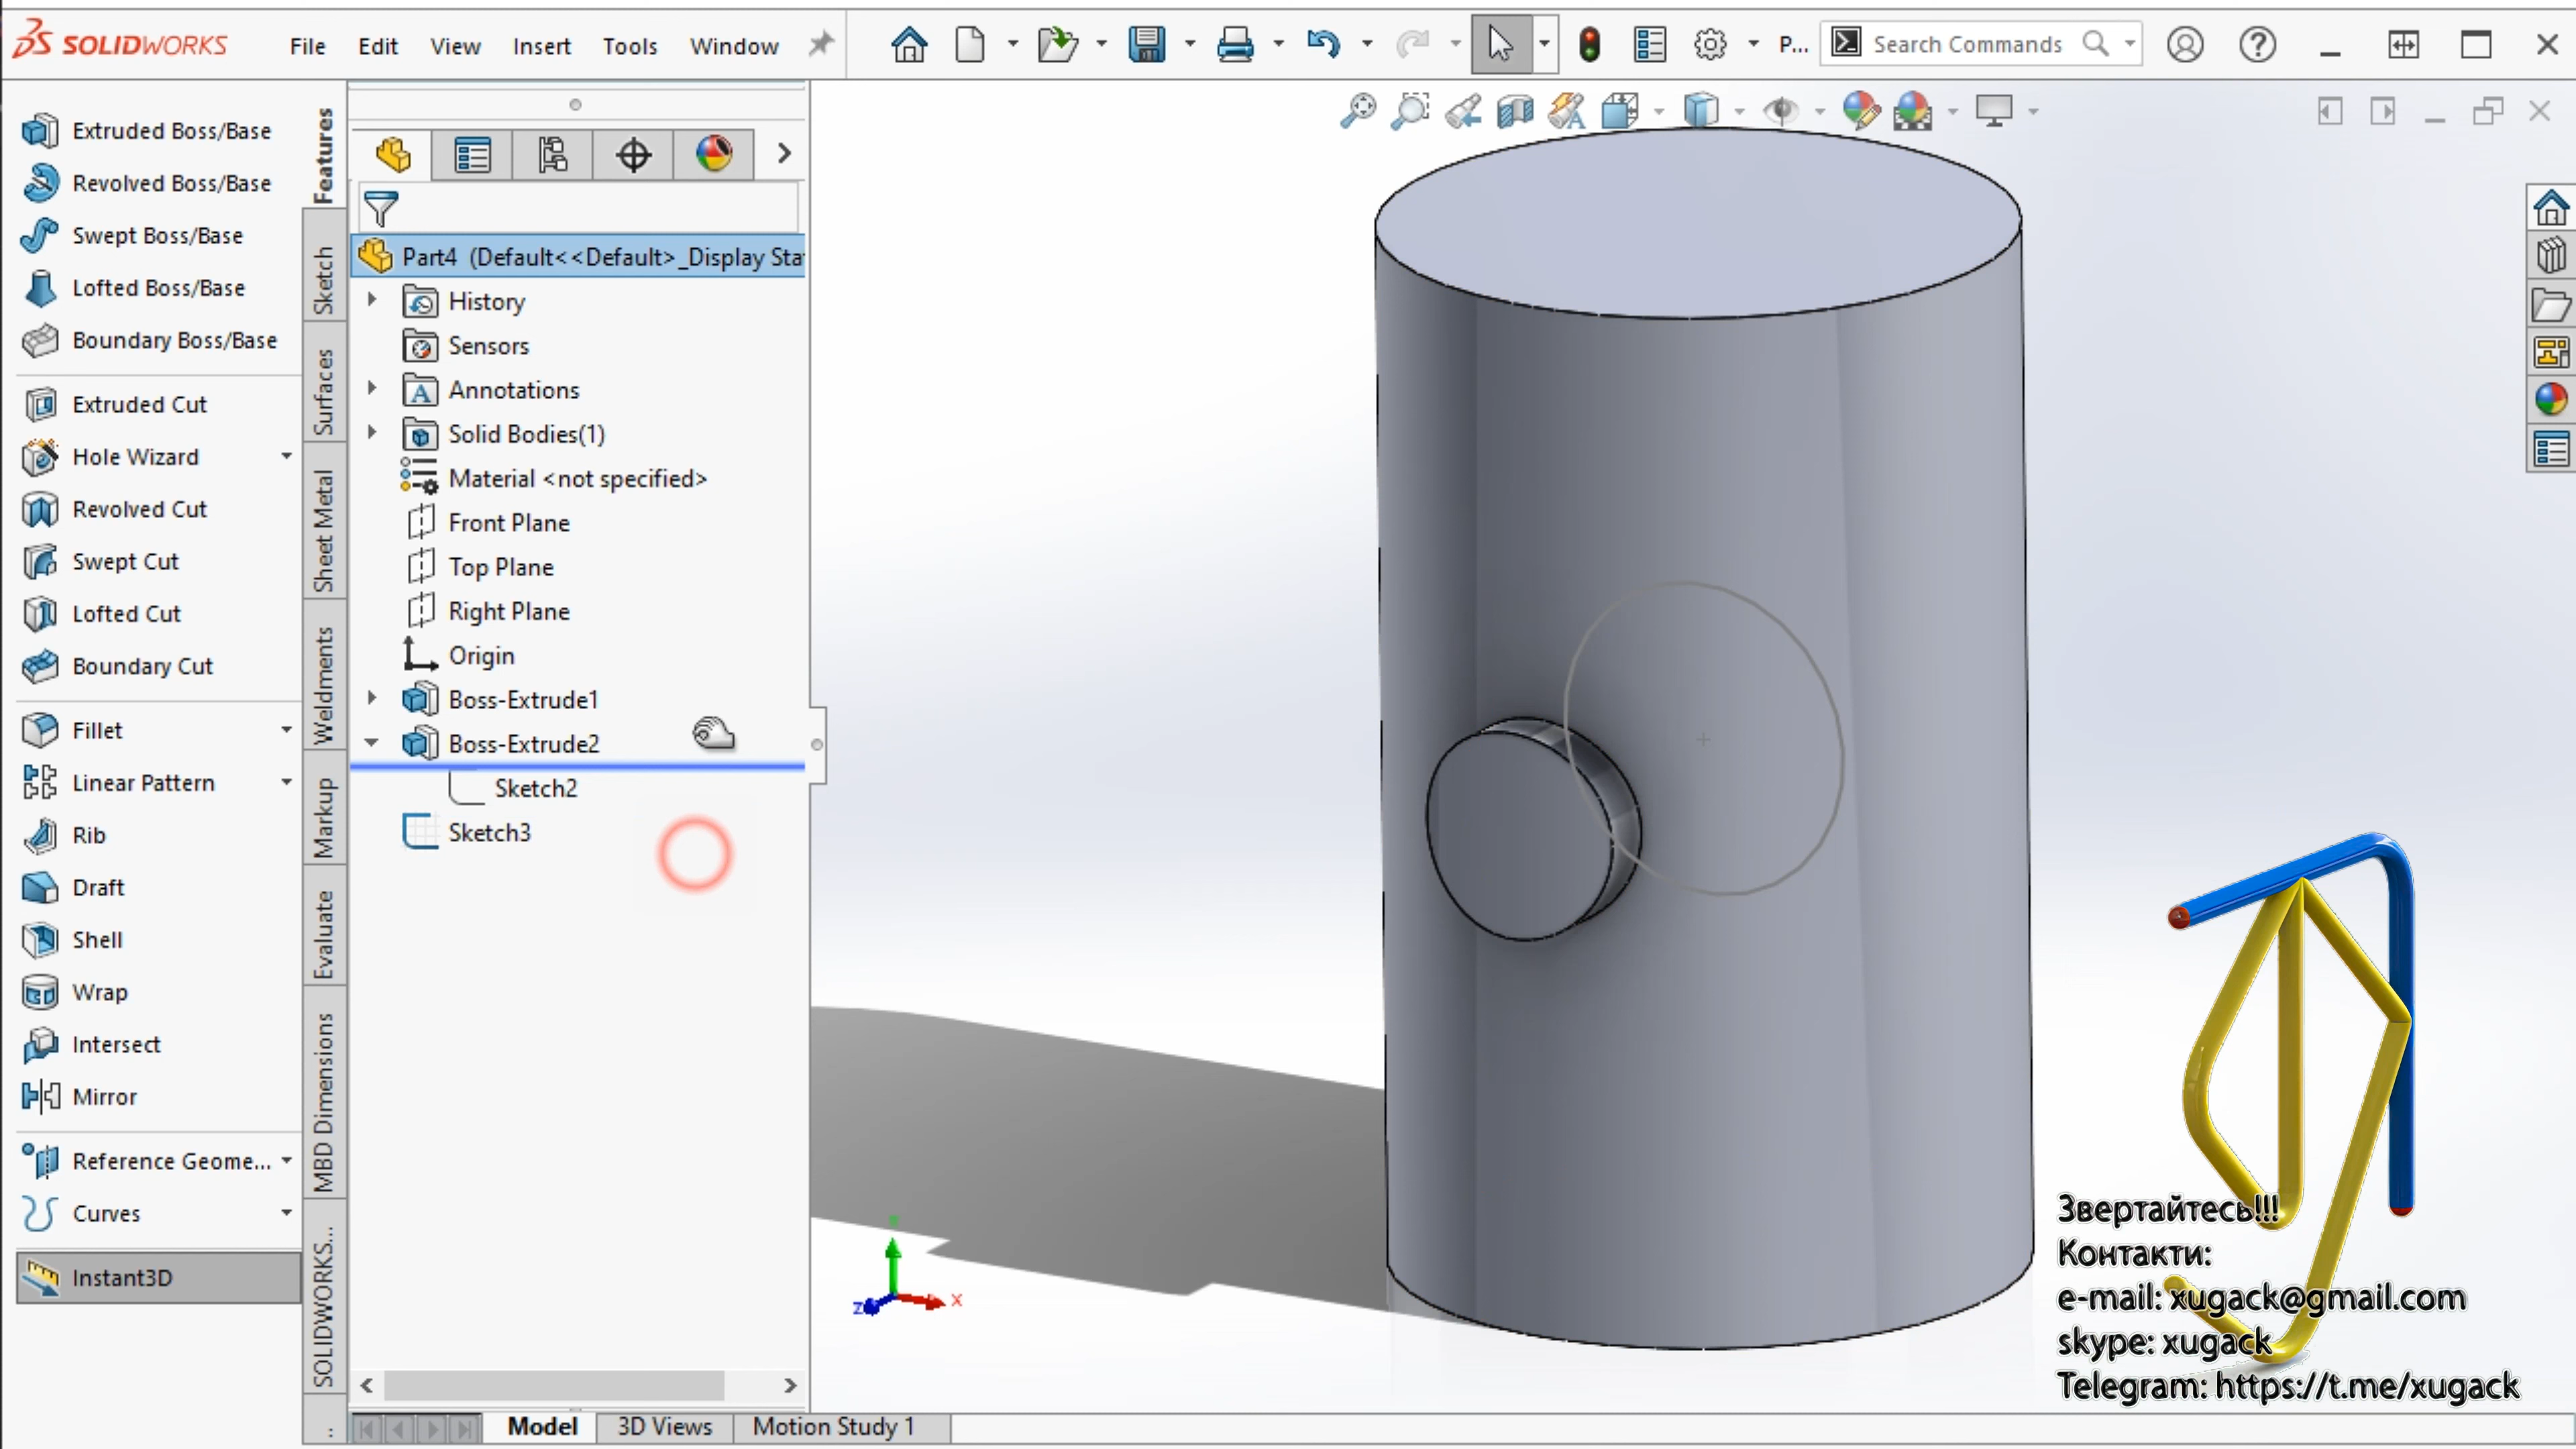 SOLIDWORKS
File Edit View Insert Tools Window
P...
Search Commands
Extruded Boss/Base
Revolved Boss/Base
Swept Boss/Base
Lofted Boss/Base
Boundary Boss/Base
Extruded Cut
Hole Wizard
Revolved Cut
Swept Cut
Lofted Cut
Boundary Cut
Fillet
Linear Pattern
Rib
Draft
Shell
Wrap
Intersect
Mirror
Reference Geome...
Curves
Instant3D
Features
Sketch
Surfaces
Sheet Metal
Weldments
Markup
Evaluate
MBD Dimensions
SOLIDWORKS...
Part4 (Default<<Default>_Display Sta
History
Sensors
Annotations
Solid Bodies(1)
Material <not specified>
Front Plane
Top Plane
Right Plane
Origin
Boss-Extrude1
Boss-Extrude2
Sketch2
Sketch3
Z
X
Звертайтесь!!!
Контакти:
e-mail: xugack@gmail.com
skype: xugack
Telegram: https://t.me/xugack
Model 3D Views Motion Study 1